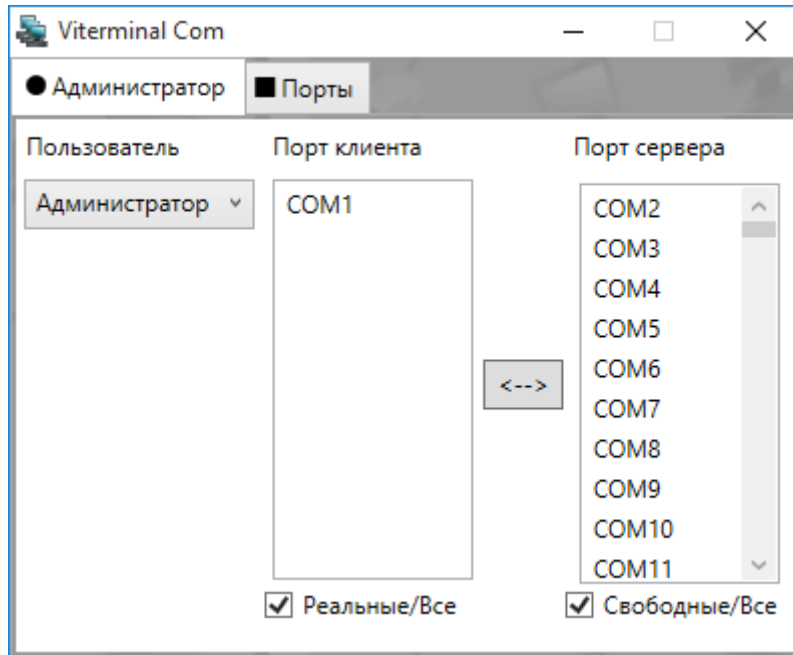 Viterminal Com
Администратор Порты
Пользователь Порт клиента Порт сервера
Администратор COM1 COM2
COM3
COM4
COM5
COM6
<-->
COM7
COM8
COM9
COM10
COM11
Реальные/Все Свободные/Все